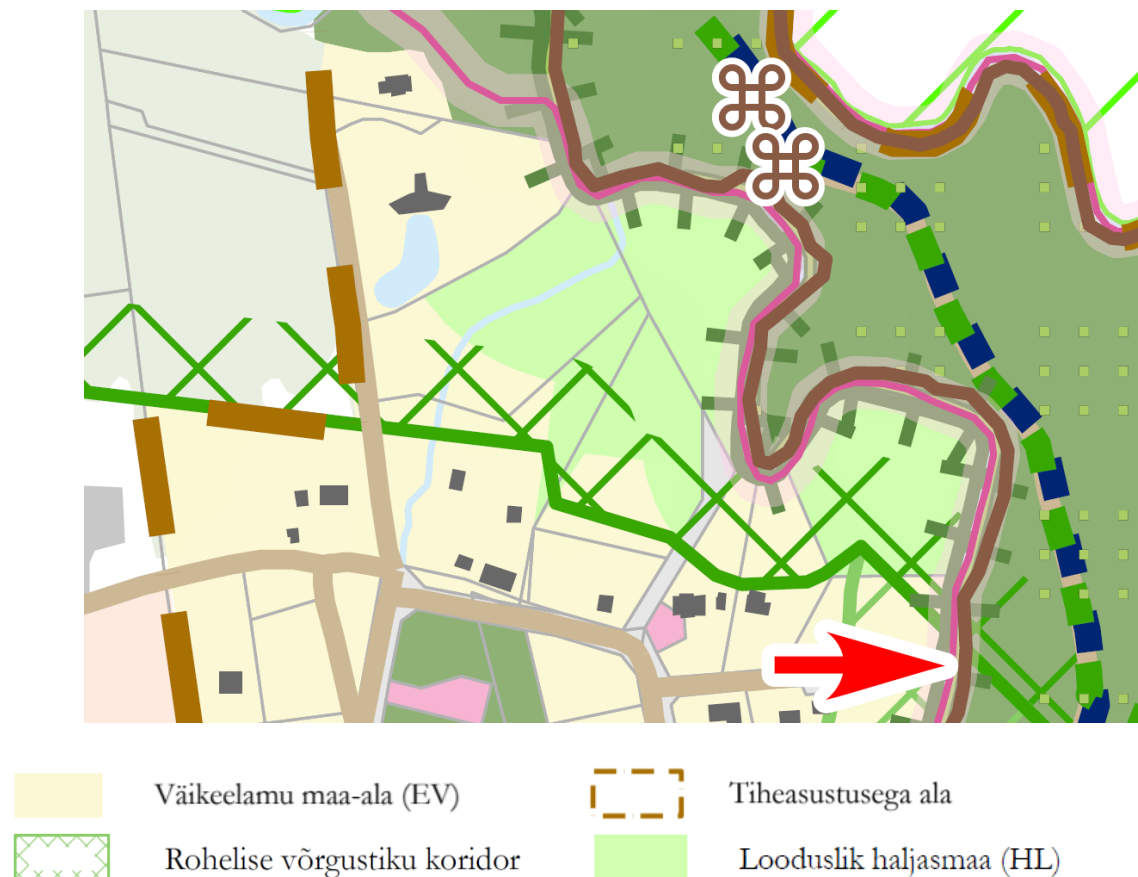 Väikeelamu maa-ala (EV)
Tiheasustusega ala
Rohelise võrgustiku koridor
Looduslik haljasmaa (HL)